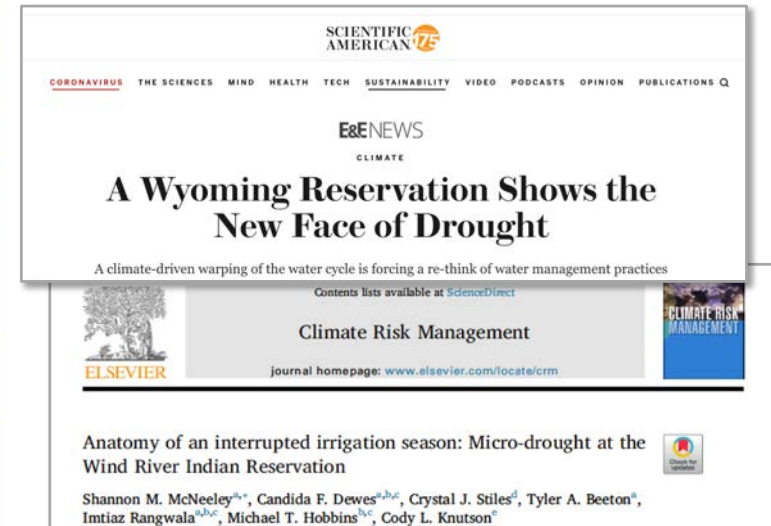 SCIENTIFIC
AMERICAN 175
CORONAVIRUS THE SCIENCES MIND HEALTH TECH SUSTAINABILITY VIDEO PODCASTS OPINION PUBLICATIONS
E&E NEWS
CLIMATE
A Wyoming Reservation Shows the
New Face of Drought
A climate-driven warping of the water cycle is forcing a re-think of water management practices
Contents lists available at ScienceDirect
Climate Risk Management
journal homepage: www.elsevier.com/locate/crm
ELSEVIER
CLIMATE RISK
MANAGEMENT
Anatomy of an interrupted irrigation season: Micro-drought at the
Wind River Indian Reservation
Check for
updates
Shannon M. McNeeley a,*, Candida F. Dewes a,b,c, Crystal J. Stiles d, Tyler A. Beeton a,
Imtiaz Rangwala a,b,c, Michael T. Hobbins b,c, Cody L. Knutson e